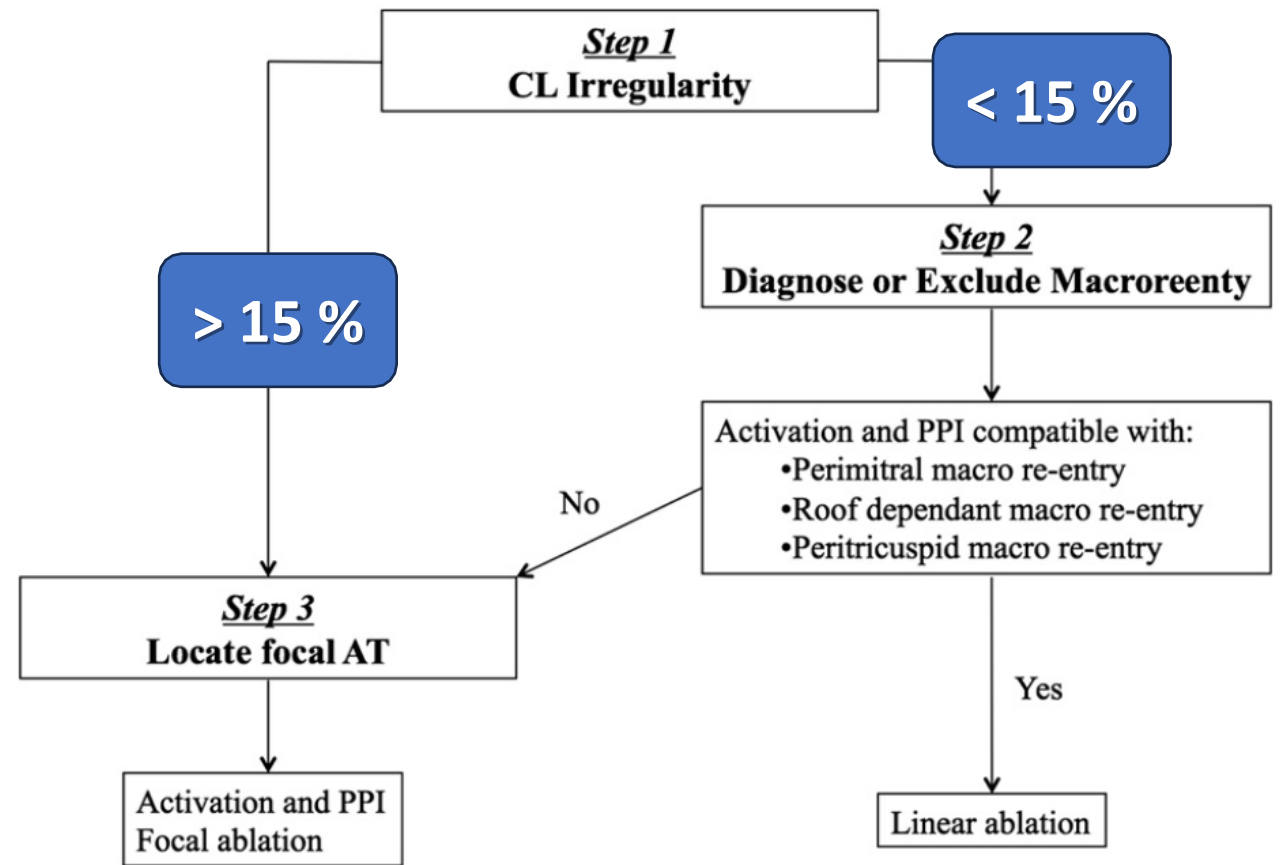 Step 1
CL Irregularity
< 15 %
Step 2
Diagnose or Exclude Macroreenty
> 15 %
Activation and PPI compatible with:
•Perimitral macro re-entry
•Roof dependant macro re-entry
•Peritricuspid macro re-entry
No
Step 3
Locate focal AT
Yes
Activation and PPI
Focal ablation
Linear ablation